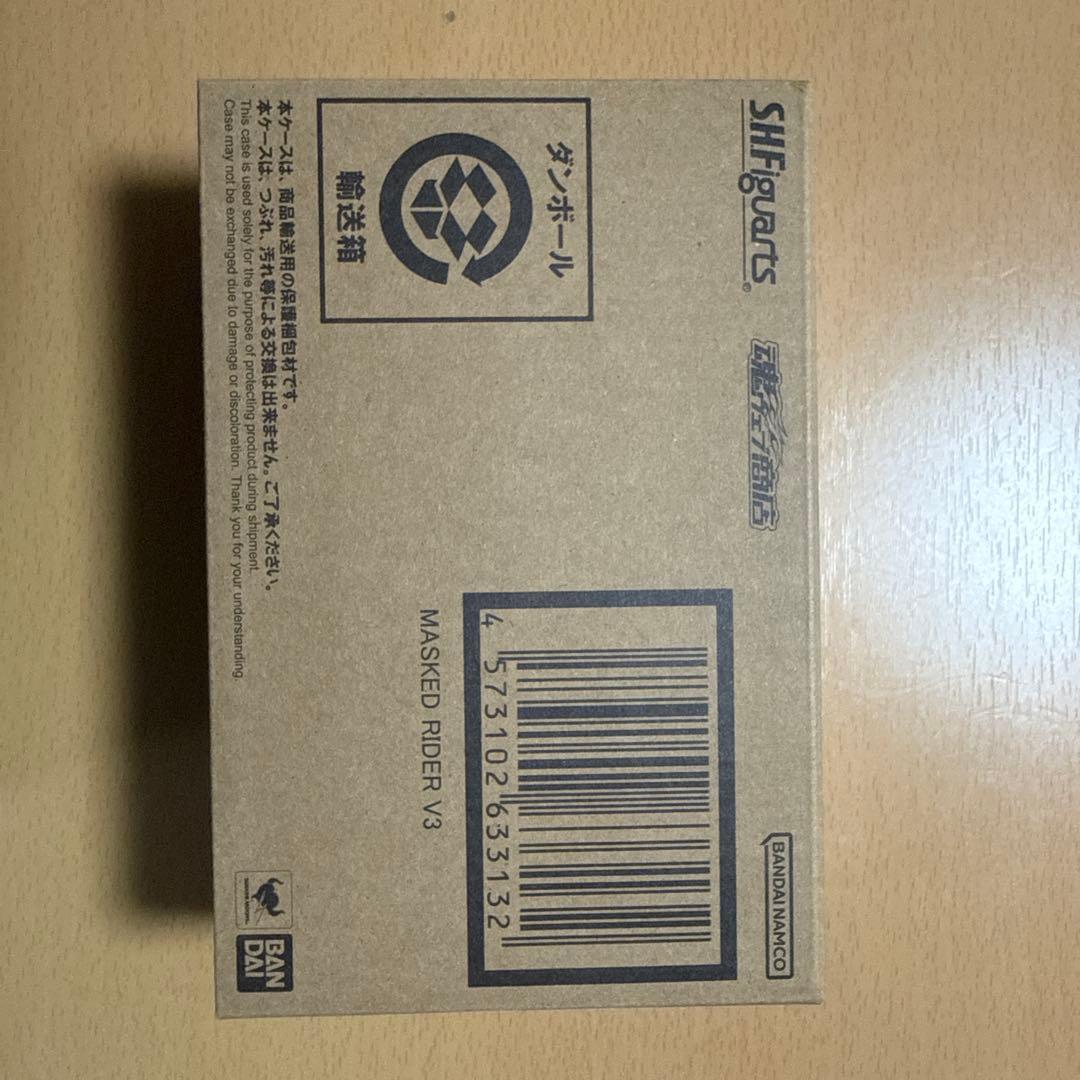 S.H.Figuarts®
魂ウェブ商店
BANDAI NAMCO
ダンボール
輸送箱
4 573102 633132
MASKED RIDER V3
本ケースは、商品輸送用の保護梱包材です。
本ケースは、つぶれ、汚れ等による交換は出来ません。ご了承ください。
This case is used solely for the purpose of protecting product during shipment.
Case may not be exchanged due to damage or discoloration. Thank you for your understanding.
BAN
DAI